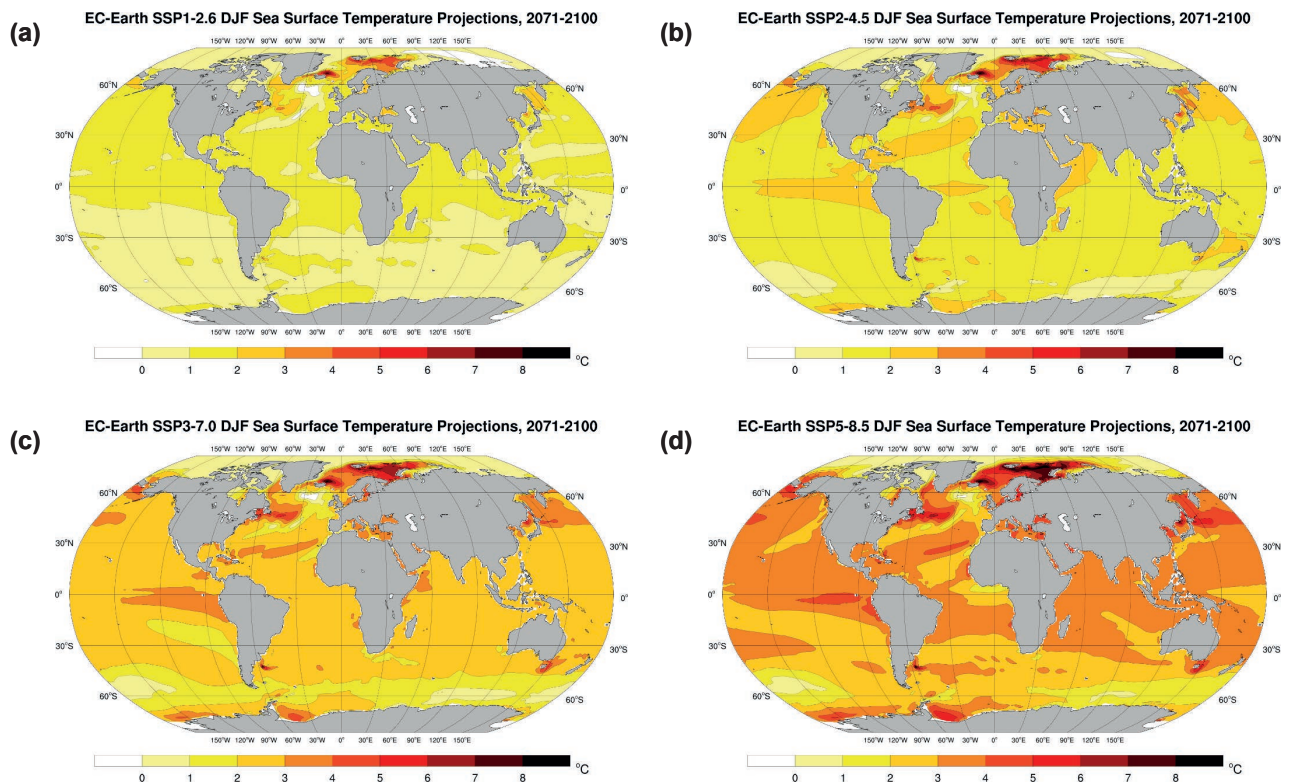 (a)
EC-Earth SSP1-2.6 DJF Sea Surface Temperature Projections, 2071-2100
150°W 120°W 90°W 60°W 30°W 0° 30°E 60°E 90°E 120°E 150°E
60°N 60°N
30°N 30°N
0° 0°
30°S 30°S
60°S 60°S
150°W 120°W 90°W 60°W 30°W 0° 30°E 60°E 90°E 120°E 150°E
0 1 2 3 4 5 6 7 8 °C
(b)
EC-Earth SSP2-4.5 DJF Sea Surface Temperature Projections, 2071-2100
150°W 120°W 90°W 60°W 30°W 0° 30°E 60°E 90°E 120°E 150°E
60°N 60°N
30°N 30°N
0° 0°
30°S 30°S
60°S 60°S
150°W 120°W 90°W 60°W 30°W 0° 30°E 60°E 90°E 120°E 150°E
0 1 2 3 4 5 6 7 8 °C
(c)
EC-Earth SSP3-7.0 DJF Sea Surface Temperature Projections, 2071-2100
150°W 120°W 90°W 60°W 30°W 0° 30°E 60°E 90°E 120°E 150°E
60°N 60°N
30°N 30°N
0° 0°
30°S 30°S
60°S 60°S
150°W 120°W 90°W 60°W 30°W 0° 30°E 60°E 90°E 120°E 150°E
0 1 2 3 4 5 6 7 8 °C
(d)
EC-Earth SSP5-8.5 DJF Sea Surface Temperature Projections, 2071-2100
150°W 120°W 90°W 60°W 30°W 0° 30°E 60°E 90°E 120°E 150°E
60°N 60°N
30°N 30°N
0° 0°
30°S 30°S
60°S 60°S
150°W 120°W 90°W 60°W 30°W 0° 30°E 60°E 90°E 120°E 150°E
0 1 2 3 4 5 6 7 8 °C